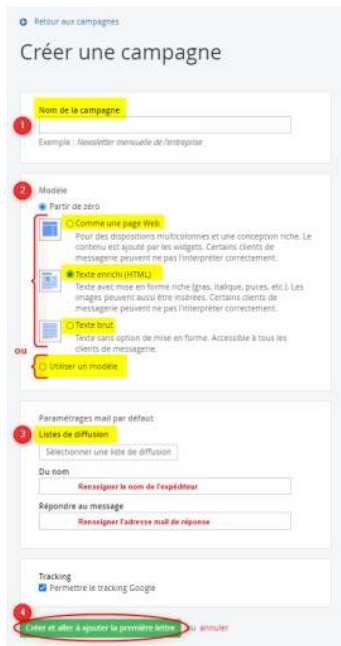 Retour aux campagnes
Créer une campagne
1
Nom de la campagne
Exemple : Newsletter mensuelle de l'entreprise
2
Modèle
Partir de zéro
Comme une page Web
Pour des dispositions multicolonnes et une conception riche. Le
contenu est ajouté par les widgets. Certains clients de
messagerie peuvent ne pas l'interpréter correctement.
Texte enrichi (HTML)
Texte avec mise en forme riche (gras, italique, puces, etc.). Les
images peuvent aussi être insérées. Certains clients de
messagerie peuvent ne pas l'interpréter correctement.
Texte brut
Texte sans option de mise en forme. Accessible à tous les
clients de messagerie.
ou
Utiliser un modèle
Paramétrages mail par défaut
3
Listes de diffusion
Sélectionner une liste de diffusion
Du nom
Renseigner le nom de l'expéditeur
Répondre au message
Renseigner l'adresse mail de réponse
Tracking
Permettre le tracking Google
4
Créer et aller à ajouter la première lettre ou annuler